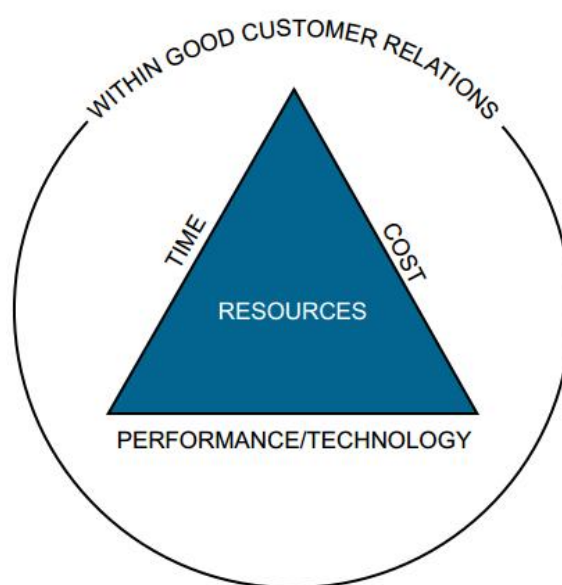 WITHIN GOOD CUSTOMER RELATIONS
TIME
COST
RESOURCES
PERFORMANCE/TECHNOLOGY